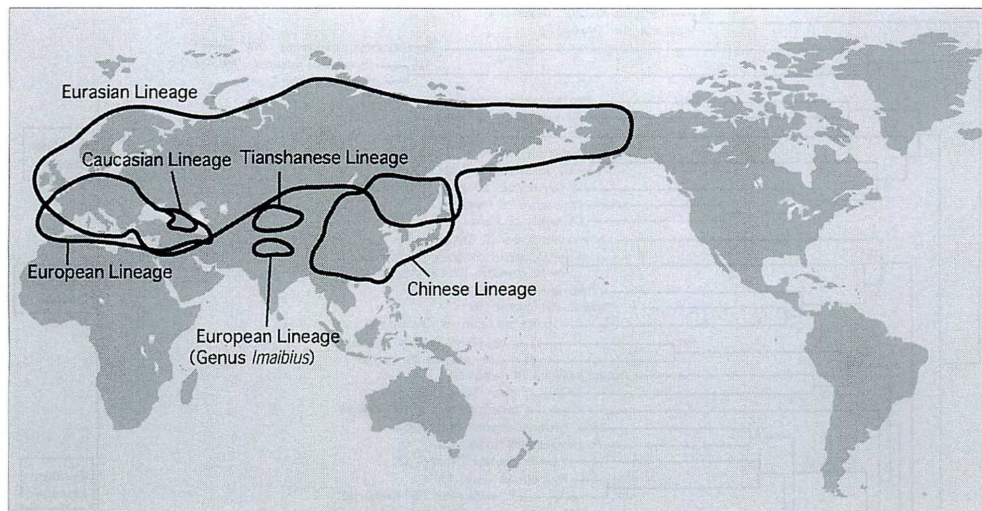 Eurasian Lineage
Caucasian Lineage
Tianshanese Lineage
European Lineage
Chinese Lineage
European Lineage
(Genus Imaibius)